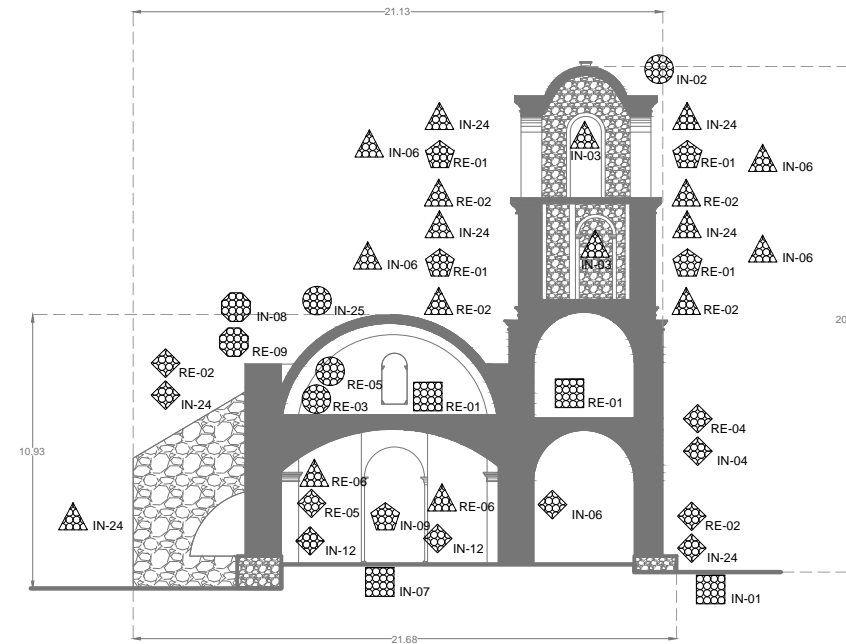 21.13
IN-02
IN-24
IN-24
IN-06
IN-03
RE-01
RE-01
IN-06
RE-02
RE-02
IN-24
IN-24
IN-06
RE-01
IN-03
RE-01
IN-06
RE-02
RE-02
IN-08
IN-25
20
RE-09
RE-02
RE-05
IN-24
RE-03
RE-01
RE-01
RE-04
10.93
IN-04
RE-06
RE-06
RE-05
IN-06
IN-24
IN-09
RE-02
IN-12
IN-12
IN-24
IN-07
IN-01
21.68